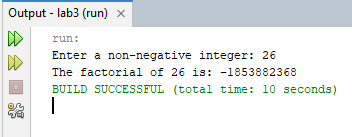 Output - lab3 (run)
run:
Enter a non-negative integer: 26
The factorial of 26 is: -1853882368
BUILD SUCCESSFUL (total time: 10 seconds)